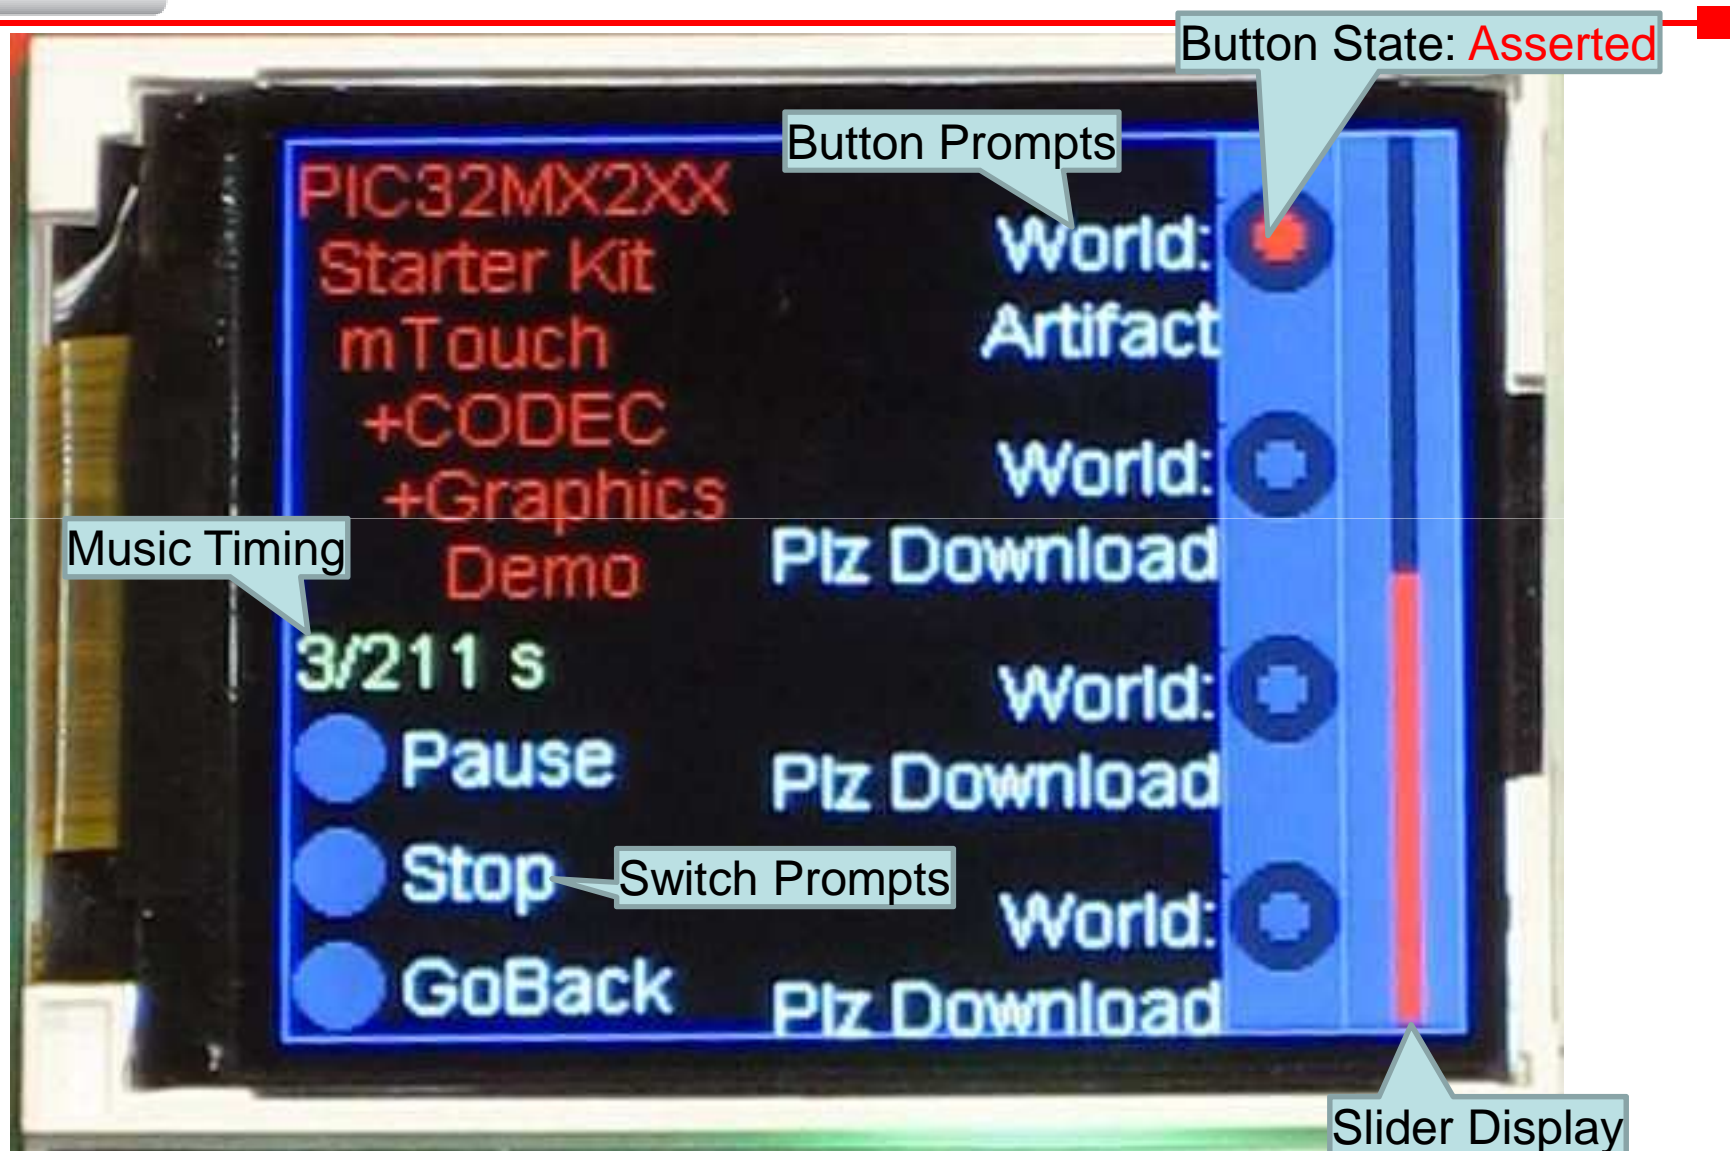 Button State: Asserted
Button Prompts
PIC32MX2XX
Starter Kit
mTouch
+CODEC
+Graphics
Demo
World:
Artifact
World:
Plz Download
World:
Plz Download
World:
Plz Download
Music Timing
3/211 s
Pause
Stop
GoBack
Switch Prompts
Slider Display